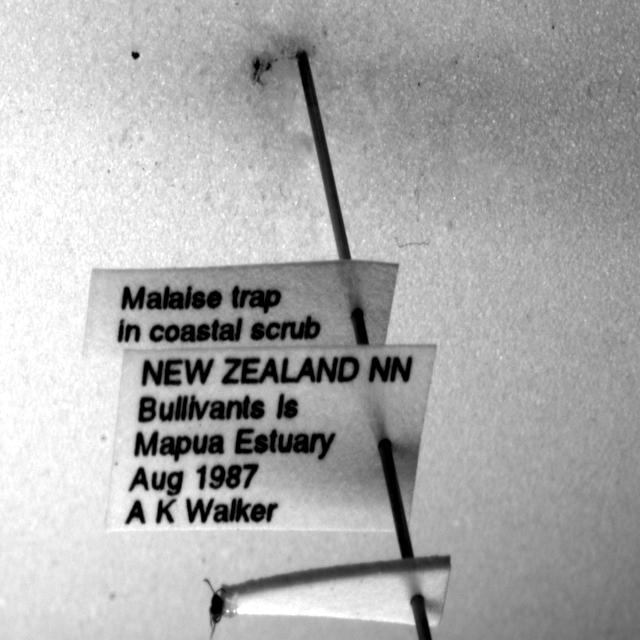 Malaise trap
in coastal scrub
NEW ZEALAND NN
Bullivants Is
Mapua Estuary
Aug 1987
A K Walker